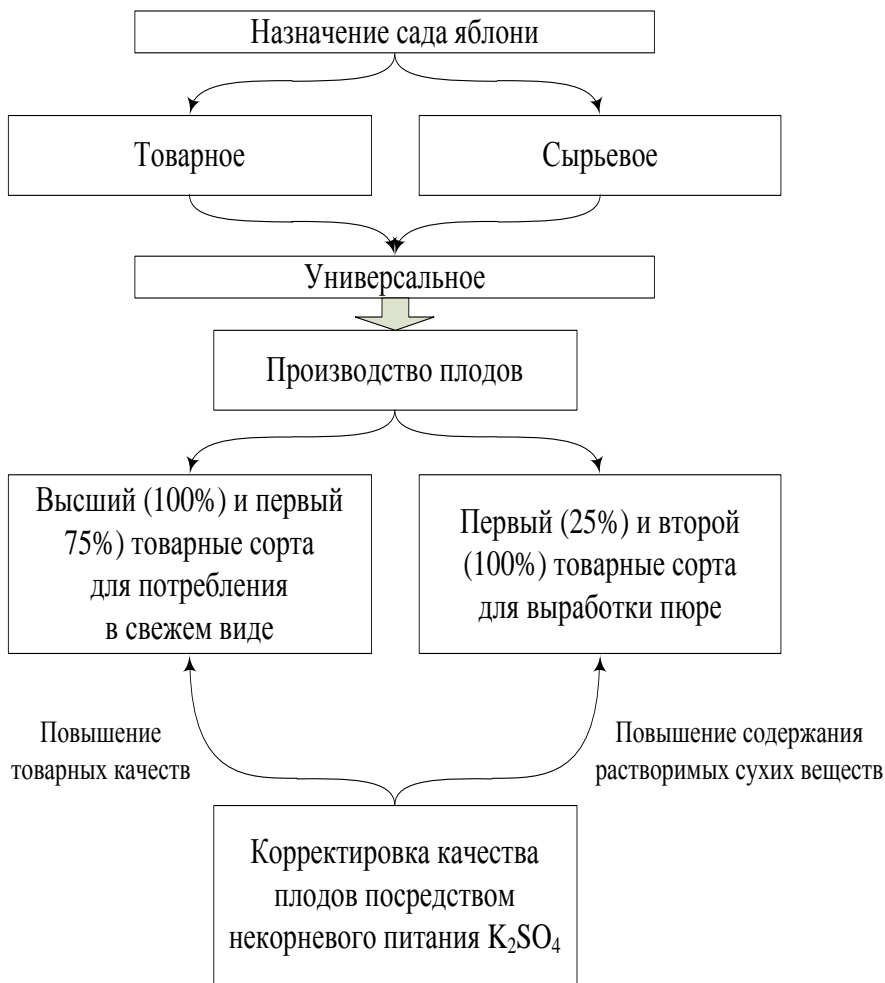 Назначение сада яблони
Товарное
Сырьевое
Универсальное
Производство плодов
Высший (100%) и первый
75%) товарные сорта
для потребления
в свежем виде
Первый (25%) и второй
(100%) товарные сорта
для выработки пюре
Повышение
товарных качеств
Повышение содержания
растворимых сухих веществ
Корректировка качества
плодов посредством
некорневого питания K₂SO₄